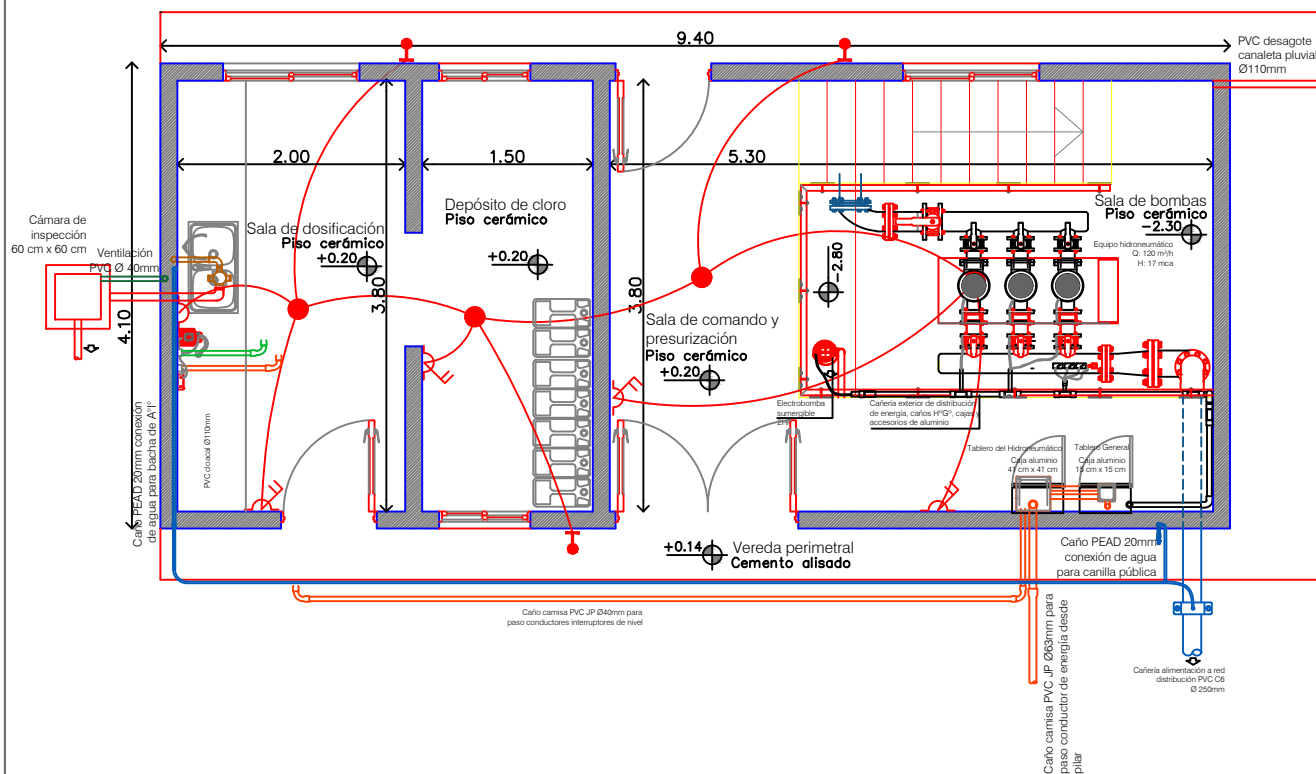 9.40
PVC desagote
canaleta pluvial
Ø110mm
2.00
1.50
5.30
Cámara de
inspección
60 cm x 60 cm
Ventilación
PVC Ø 40mm
4.10
Sala de dosificación
Piso cerámico
+0.20
3.80
Depósito de cloro
Piso cerámico
+0.20
3.80
Sala de comando y
presurización
Piso cerámico
+0.20
-2.80
Sala de bombas
Piso cerámico
-2.30
Equipo hidroneumático
Q: 120 m³/h
H: 17 mca
Electrobomba
sumergible
Cañería exterior de distribución
de energía, caños HºGº, cajas y
accesorios de aluminio
Tablero del Hidroneumático
Caja aluminio
41 cm x 41 cm
Tablero General
Caja aluminio
15 cm x 15 cm
PVC cloacal Ø110mm
Caño PEAD 20mm conexión
de agua para bacha de AºIº
+0.14
Vereda perimetral
Cemento alisado
Caño PEAD 20mm
conexión de agua
para canilla pública
Caño camisa PVC JP Ø40mm para
paso conductores interruptores de nivel
Caño camisa PVC JP Ø63mm para
paso conductor de energía desde
pilar
Cañería alimentación a red
distribución PVC C6
Ø 250mm